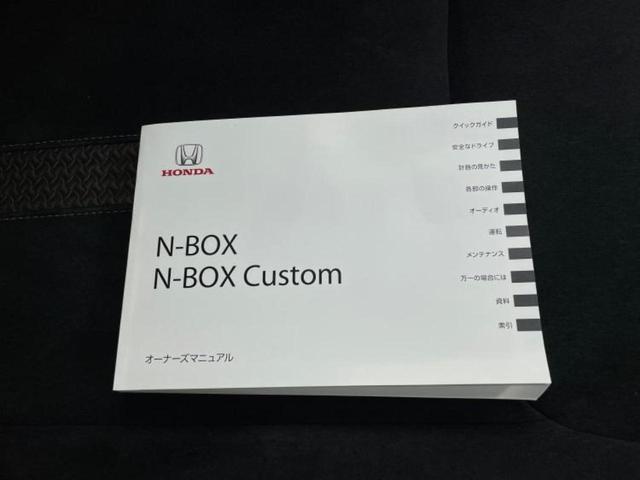 HONDA
N-BOX
N-BOX Custom
オーナーズマニュアル
クイックガイド
安全なドライブ
計器の見かた
各部の操作
オーディオ
運転
メンテナンス
万一の場合には
資料
索引